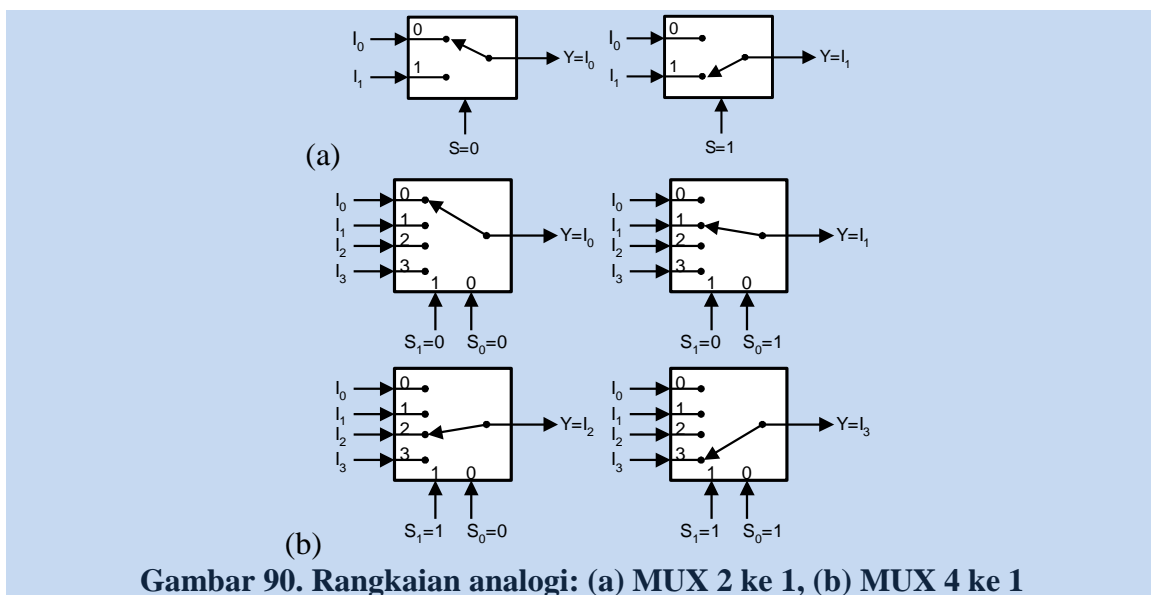 0
I₀
Y=I₀
1
I₁
S=0
0
I₀
Y=I₁
1
I₁
S=1
(a)
0
I₀
1
I₁
Y=I₀
2
I₂
3
I₃
1 0
S₁=0 S₀=0
0
I₀
1
I₁
Y=I₁
2
I₂
3
I₃
1 0
S₁=0 S₀=1
0
I₀
1
I₁
Y=I₂
2
I₂
3
I₃
1 0
S₁=1 S₀=0
0
I₀
1
I₁
Y=I₃
2
I₂
3
I₃
1 0
S₁=1 S₀=1
(b)
Gambar 90. Rangkaian analogi: (a) MUX 2 ke 1, (b) MUX 4 ke 1